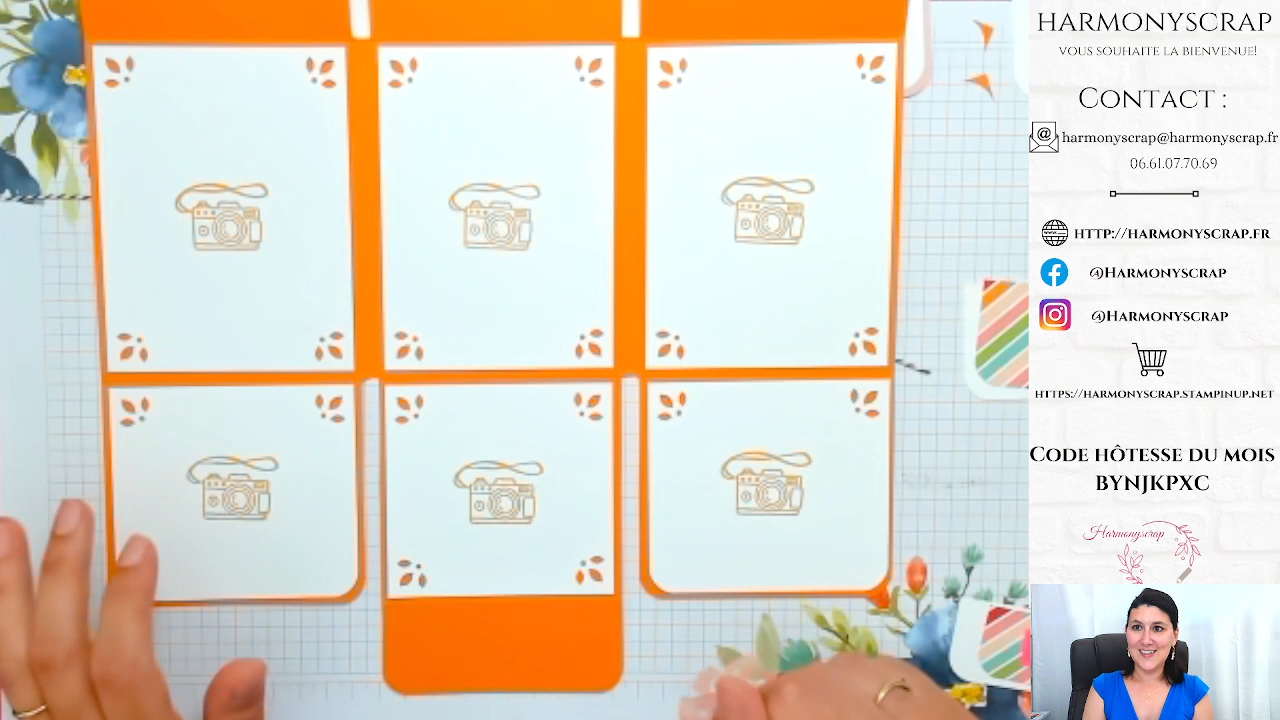 HARMONYSCRAP
VOUS SOUHAITE LA BIENVENUE!
CONTACT :
@ harmonyscrap@harmonyscrap.fr
06.61.07.70.69
WWW. HTTP://HARMONYSCRAP.FR
@HARMONYSCRAP
@HARMONYSCRAP
HTTPS://HARMONYSCRAP.STAMPINUP.NET
CODE HÔTESSE DU MOIS
BYNJKPXC
Harmonyscrap